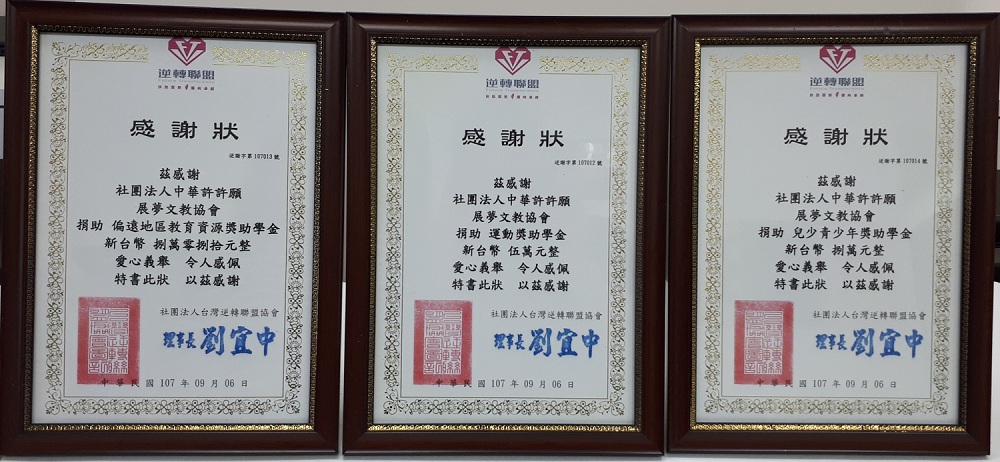 逆轉聯盟
感謝狀
逆謝字第107013號
茲感謝
社團法人中華許許願
展夢文教協會
捐助 偏遠地區教育資源獎助學金
新台幣 捌萬零捌拾元整
愛心義舉 令人感佩
特書此狀 以茲感謝
社團法人台灣逆轉聯盟協會
理事長 劉宜中
中華民國 107 年 09 月 06 日
逆轉聯盟
感謝狀
逆謝字第107012號
茲感謝
社團法人中華許許願
展夢文教協會
捐助 運動獎助學金
新台幣 伍萬元整
愛心義舉 令人感佩
特書此狀 以茲感謝
社團法人台灣逆轉聯盟協會
理事長 劉宜中
中華民國 107 年 09 月 06 日
逆轉聯盟
感謝狀
逆謝字第107014號
茲感謝
社團法人中華許許願
展夢文教協會
捐助 兒少青少年獎助學金
新台幣 捌萬元整
愛心義舉 令人感佩
特書此狀 以茲感謝
社團法人台灣逆轉聯盟協會
理事長 劉宜中
中華民國 107 年 09 月 06 日